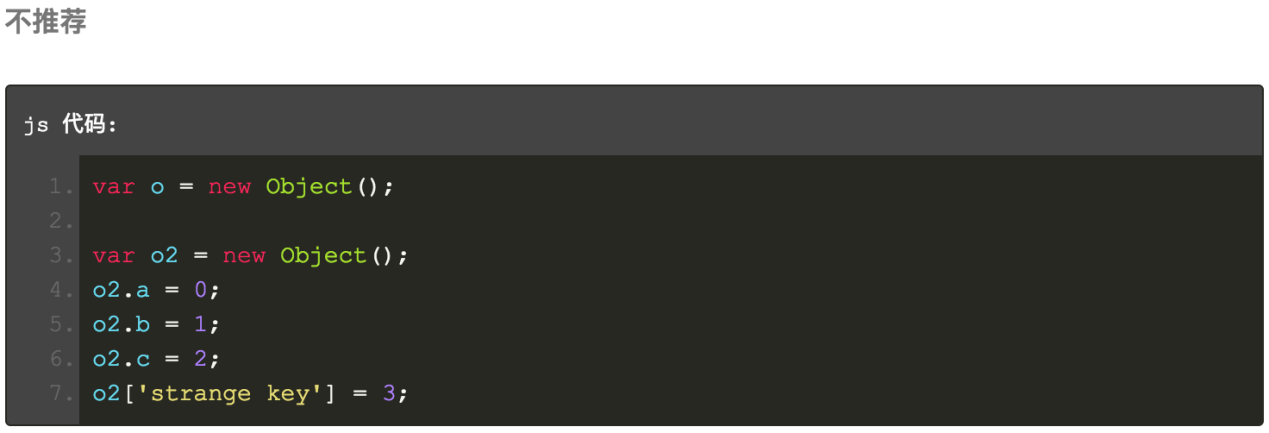 不推荐
js 代码:
1. var o = new Object();
2.
3. var o2 = new Object();
4. o2.a = 0;
5. o2.b = 1;
6. o2.c = 2;
7. o2['strange key'] = 3;